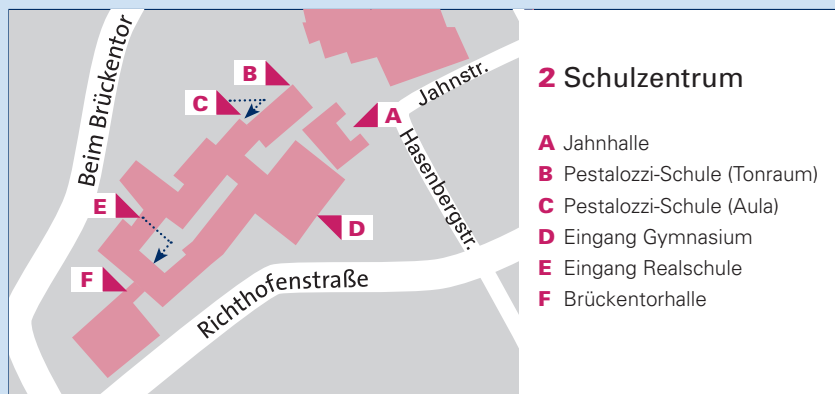 Beim Brückentor
B
C
A
Jahnstr.
Hasenbergstr.
E
D
F
Richthofenstraße
2 Schulzentrum
A Jahnhalle
B Pestalozzi-Schule (Tonraum)
C Pestalozzi-Schule (Aula)
D Eingang Gymnasium
E Eingang Realschule
F Brückentorhalle